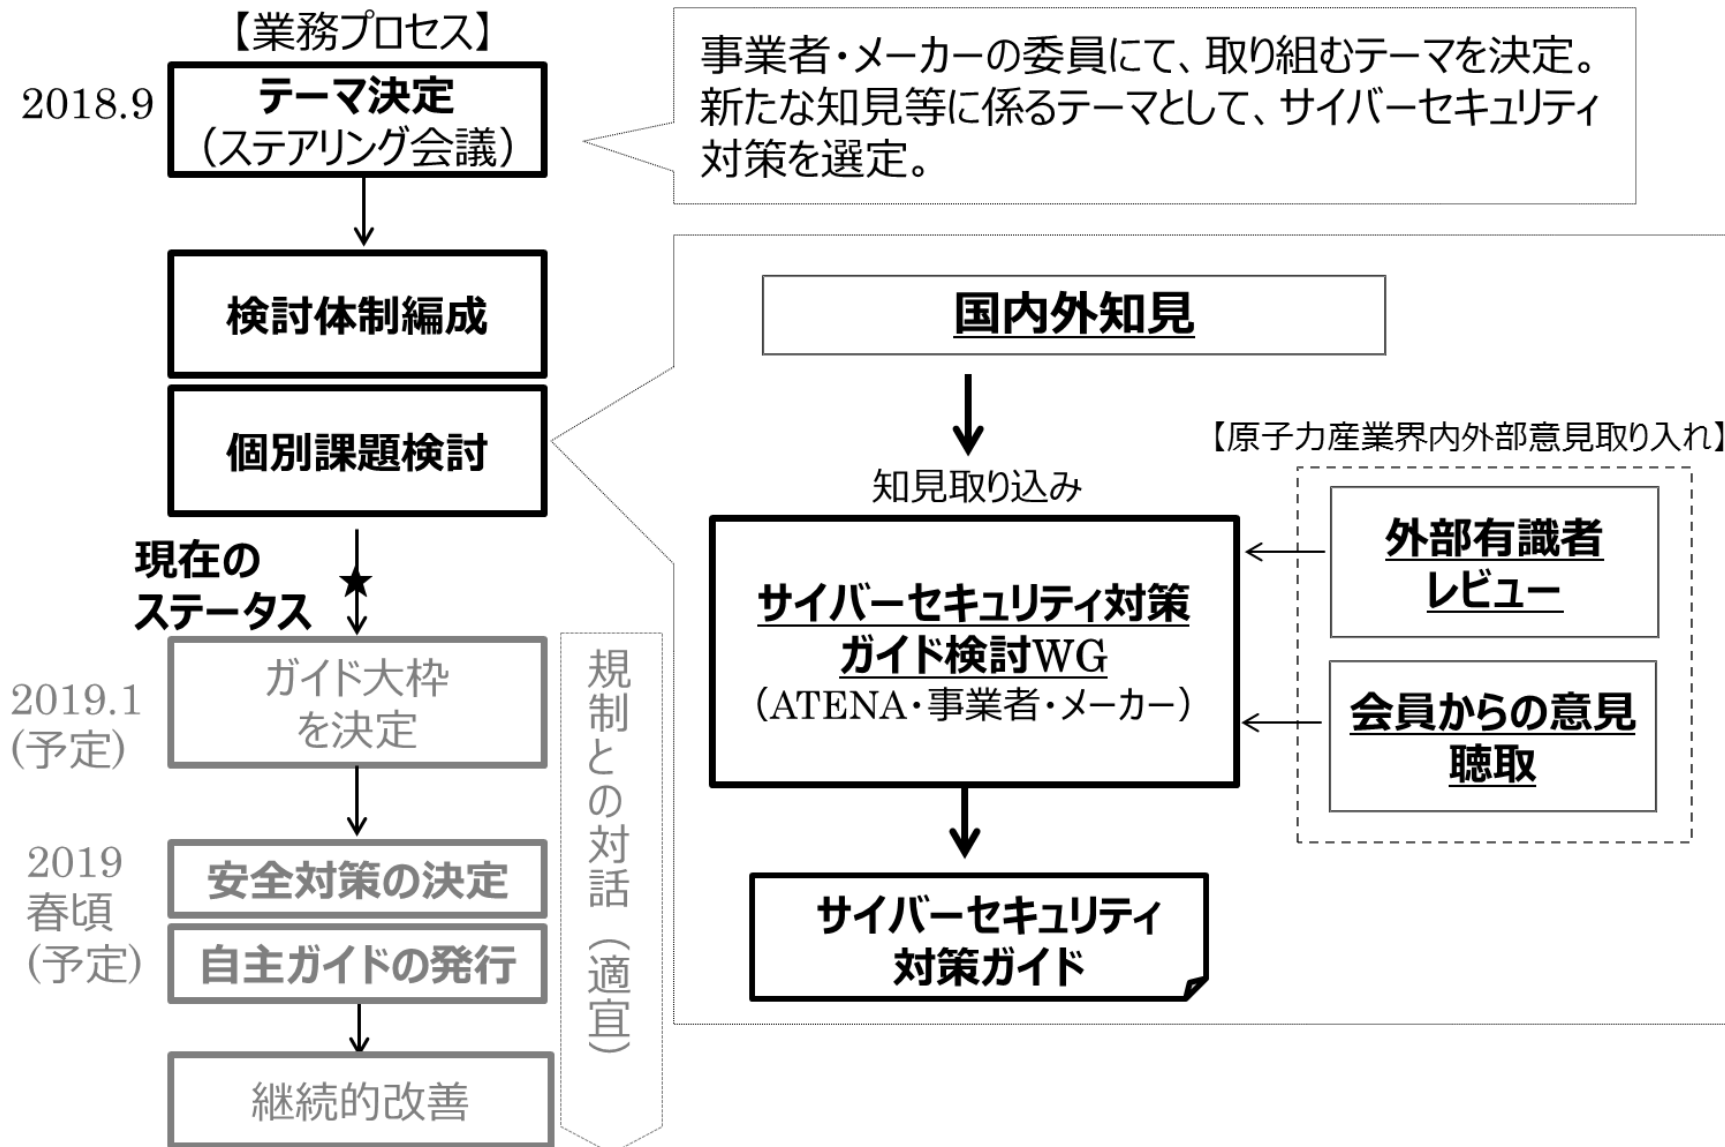 【業務プロセス】
2018.9
テーマ決定
（ステアリング会議）
事業者・メーカーの委員にて、取り組むテーマを決定。
新たな知見等に係るテーマとして、サイバーセキュリティ
対策を選定。
検討体制編成
個別課題検討
現在の
ステータス
★
2019.1
(予定)
ガイド大枠
を決定
2019
春頃
(予定)
安全対策の決定
自主ガイドの発行
継続的改善
規制との対話（適宜）
国内外知見
知見取り込み
サイバーセキュリティ対策
ガイド検討WG
（ATENA・事業者・メーカー）
【原子力産業界内外部意見取り入れ】
外部有識者
レビュー
会員からの意見
聴取
サイバーセキュリティ
対策ガイド